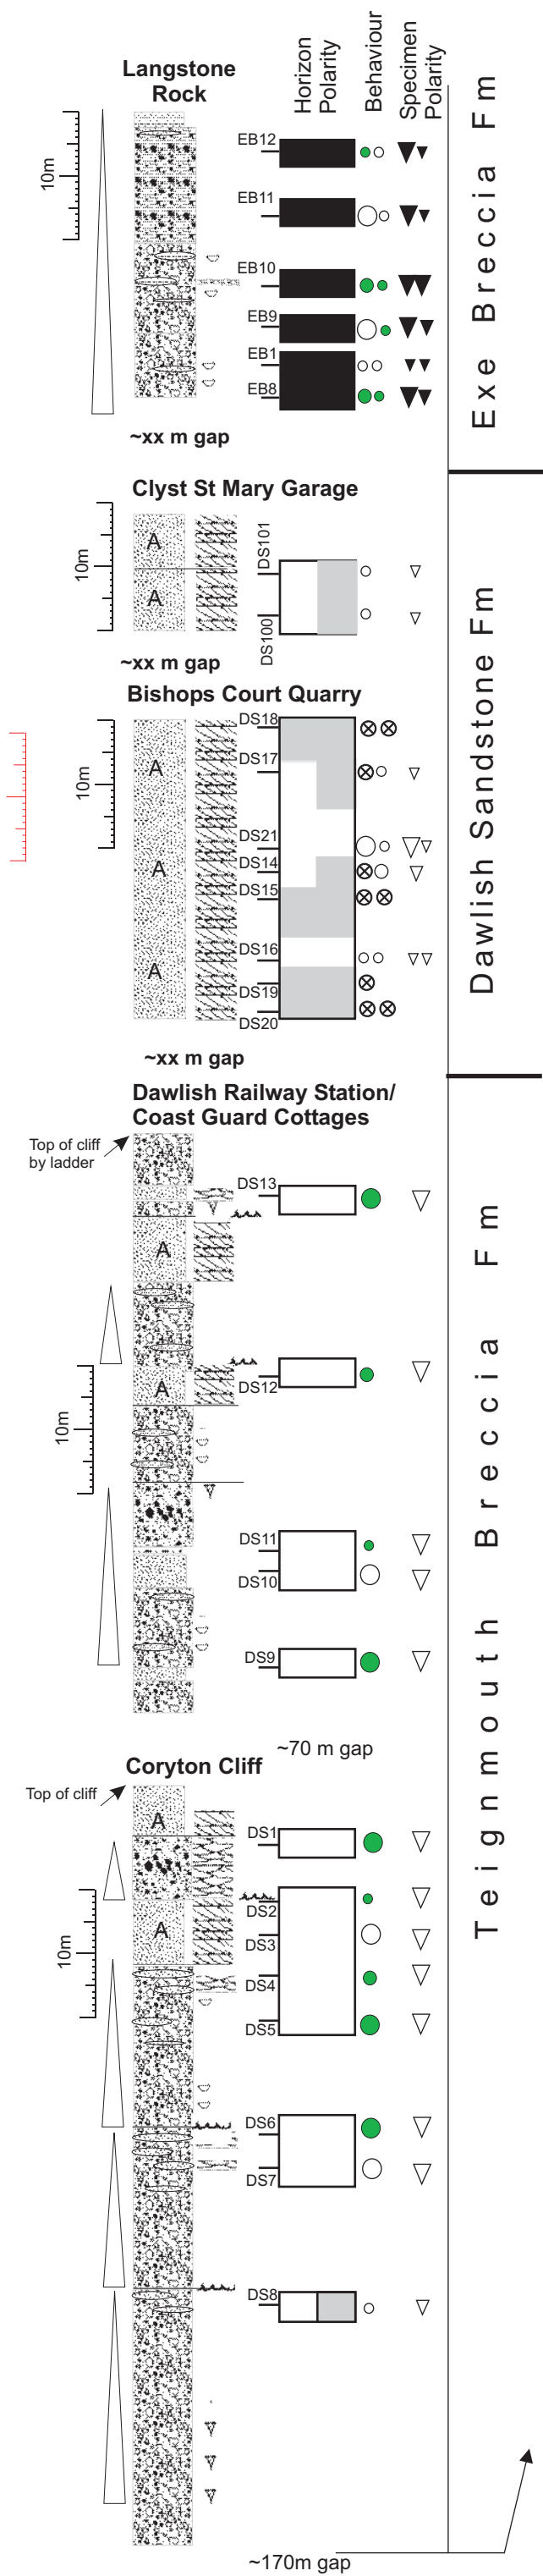 Horizon
Polarity
Behaviour
Specimen
Polarity
Langstone
Rock
10m
EB12
EB11
EB10
EB9
EB1
EB8
Exe Breccia Fm
~xx m gap
Clyst St Mary Garage
10m
A
A
DS101
DS100
~xx m gap
Bishops Court Quarry
10m
A
A
A
DS18
DS17
DS21
DS14
DS15
DS16
DS19
DS20
Dawlish Sandstone Fm
~xx m gap
Dawlish Railway Station/
Coast Guard Cottages
Top of cliff
by ladder
DS13
A
A
DS12
10m
DS11
DS10
DS9
Teignmouth Breccia Fm
~70 m gap
Coryton Cliff
Top of cliff
A
DS1
DS2
A
DS3
10m
DS4
DS5
DS6
DS7
DS8
~170m gap